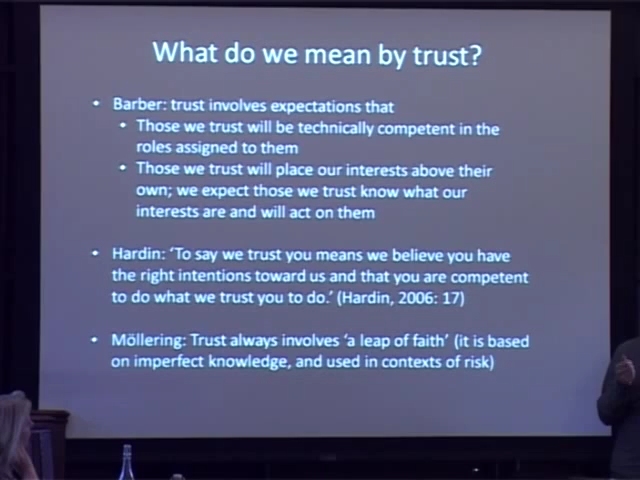 What do we mean by trust?
• Barber: trust involves expectations that
• Those we trust will be technically competent in the
roles assigned to them
• Those we trust will place our interests above their
own; we expect those we trust know what our
interests are and will act on them
• Hardin: ‘To say we trust you means we believe you have
the right intentions toward us and that you are competent
to do what we trust you to do.’ (Hardin, 2006: 17)
• Möllering: Trust always involves ‘a leap of faith’ (it is based
on imperfect knowledge, and used in contexts of risk)